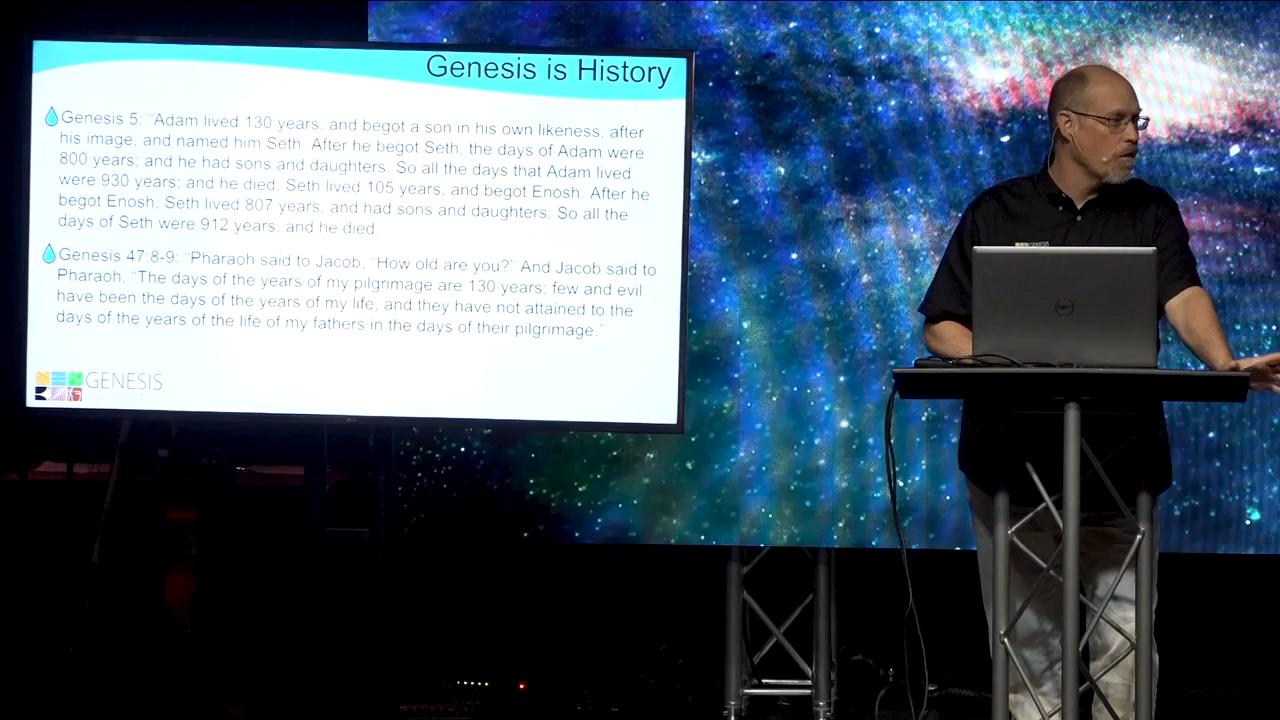 Genesis is History
Genesis 5: “Adam lived 130 years, and begot a son in his own likeness, after
his image, and named him Seth. After he begot Seth, the days of Adam were
800 years; and he had sons and daughters. So all the days that Adam lived
were 930 years; and he died. Seth lived 105 years, and begot Enosh. After he
begot Enosh, Seth lived 807 years, and had sons and daughters. So all the
days of Seth were 912 years; and he died.
Genesis 47:8-9: “Pharaoh said to Jacob, “How old are you?” And Jacob said to
Pharaoh, “The days of the years of my pilgrimage are 130 years; few and evil
have been the days of the years of my life, and they have not attained to the
days of the years of the life of my fathers in the days of their pilgrimage.”
GENESIS
GENESIS
DELL